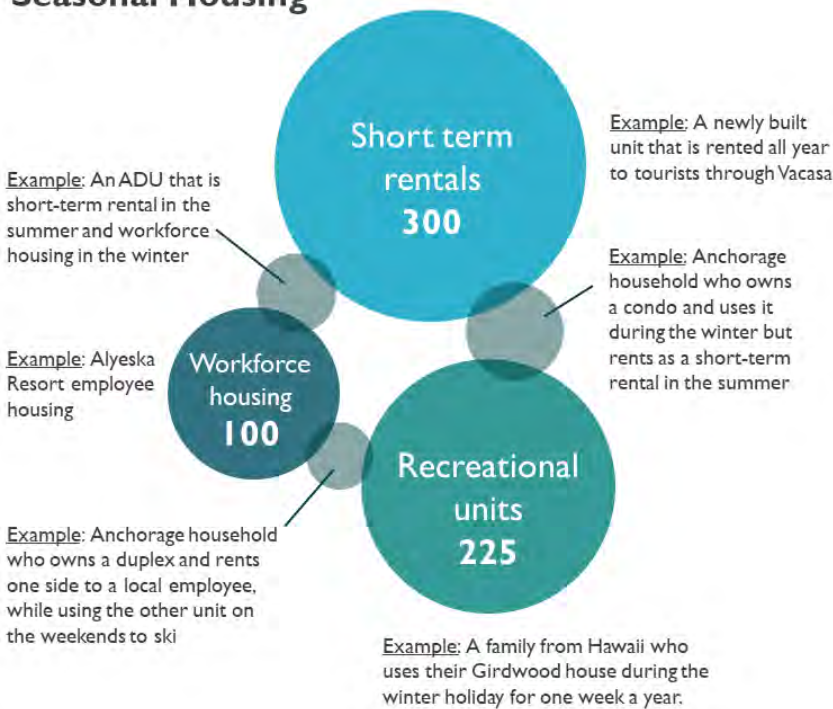 Seasonal Housing
Short term
rentals
300
Example: A newly built
unit that is rented all year
to tourists through Vacasa
Example: An ADU that is
short-term rental in the
summer and workforce
housing in the winter
Example: Anchorage
household who owns
a condo and uses it
during the winter but
rents as a short-term
rental in the summer
Example: Alyeska
Resort employee
housing
Workforce
housing
100
Recreational
units
225
Example: Anchorage household
who owns a duplex and rents
one side to a local employee,
while using the other unit on
the weekends to ski
Example: A family from Hawaii who
uses their Girdwood house during the
winter holiday for one week a year.